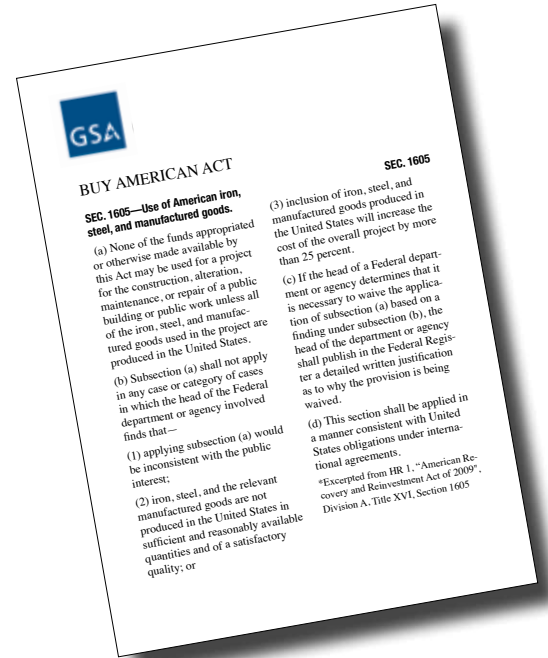 GSA
BUY AMERICAN ACT
SEC. 1605—Use of American iron,
steel, and manufactured goods.
(a) None of the funds appropriated
or otherwise made available by
this Act may be used for a project
for the construction, alteration,
maintenance, or repair of a public
building or public work unless all
of the iron, steel, and manufac-
tured goods used in the project are
produced in the United States.
(b) Subsection (a) shall not apply
in any case or category of cases
in which the head of the Federal
department or agency involved
finds that—
(1) applying subsection (a) would
be inconsistent with the public
interest;
(2) iron, steel, and the relevant
manufactured goods are not
produced in the United States in
sufficient and reasonably available
quantities and of a satisfactory
quality; or
SEC. 1605
(3) inclusion of iron, steel, and
manufactured goods produced in
the United States will increase the
cost of the overall project by more
than 25 percent.
(c) If the head of a Federal depart-
ment or agency determines that it
is necessary to waive the applica-
tion of subsection (a) based on a
finding under subsection (b), the
head of the department or agency
shall publish in the Federal Regis-
ter a detailed written justification
as to why the provision is being
waived.
(d) This section shall be applied in
a manner consistent with United
States obligations under interna-
tional agreements.
*Excerpted from HR 1, “American Re-
covery and Reinvestment Act of 2009”,
Division A, Title XVI, Section 1605